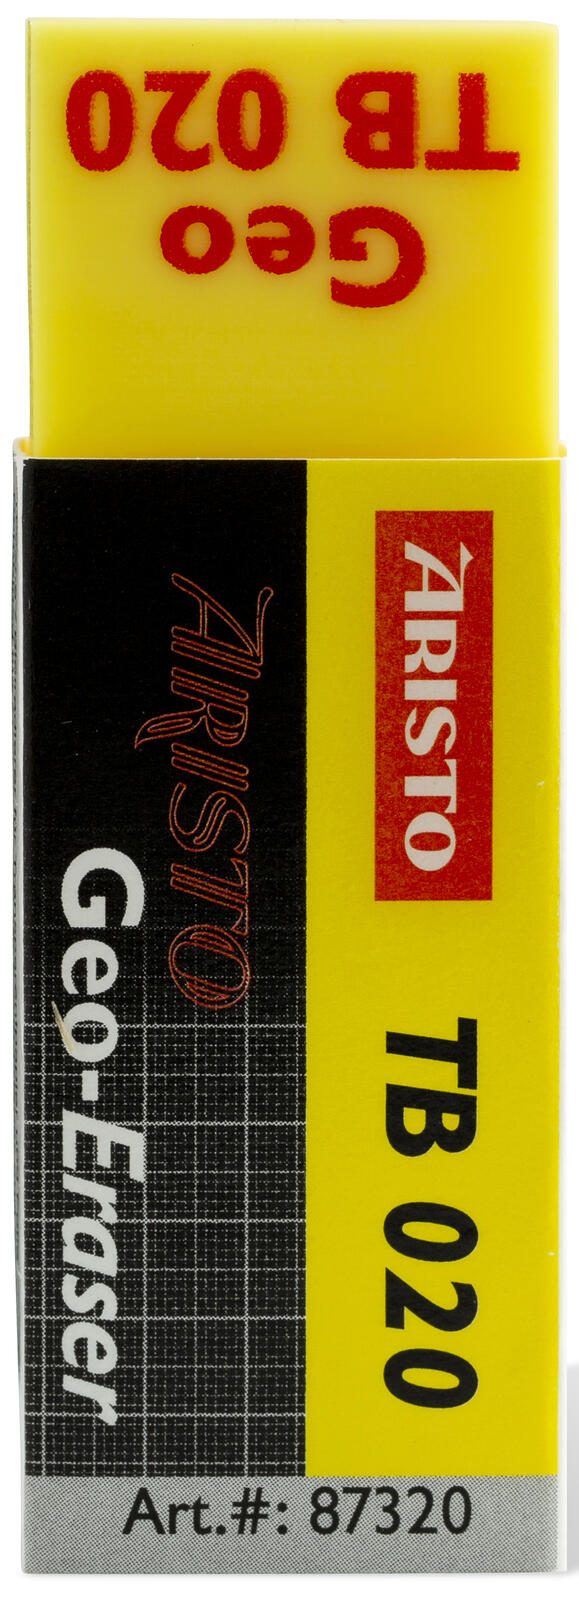 Geo
TB 020
ARISTO
TB 020
ARISTO
Geo-Eraser
Art.#: 87320